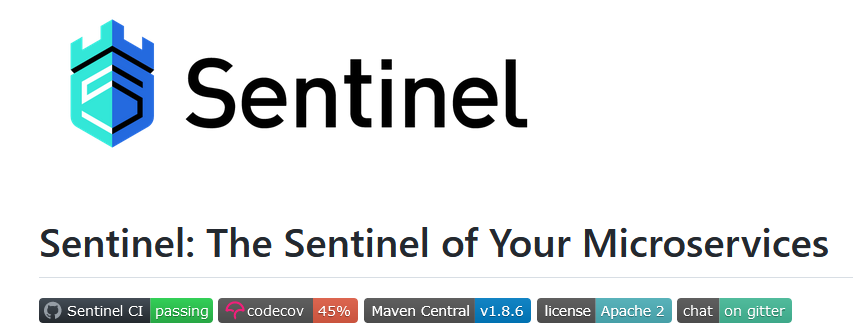 Sentinel
Sentinel: The Sentinel of Your Microservices
Sentinel CI passing codecov 45% Maven Central v1.8.6 license Apache 2 chat on gitter